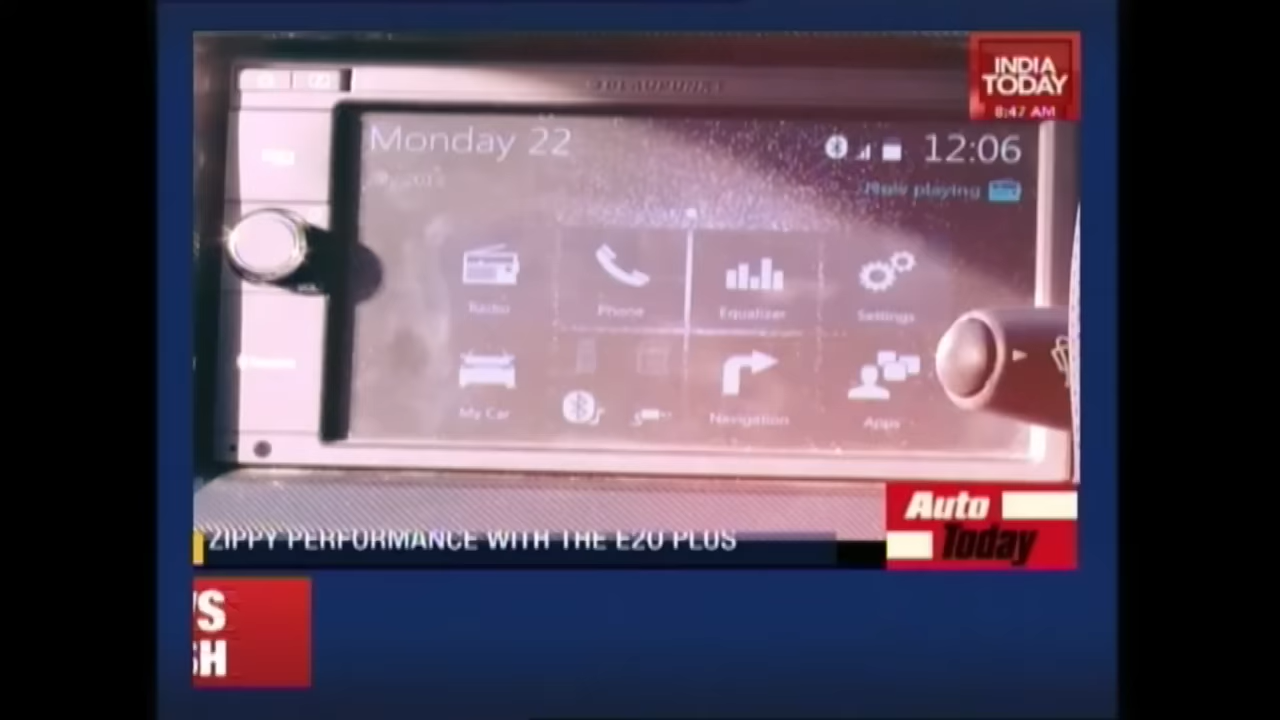 INDIA
TODAY
8:47 AM
BLAUPUNKT
Monday 22
12:06
Now playing
Radio
Phone
Equalizer
Settings
My Car
Navigation
Apps
ZIPPY PERFORMANCE WITH THE E2O PLUS
Auto
Today